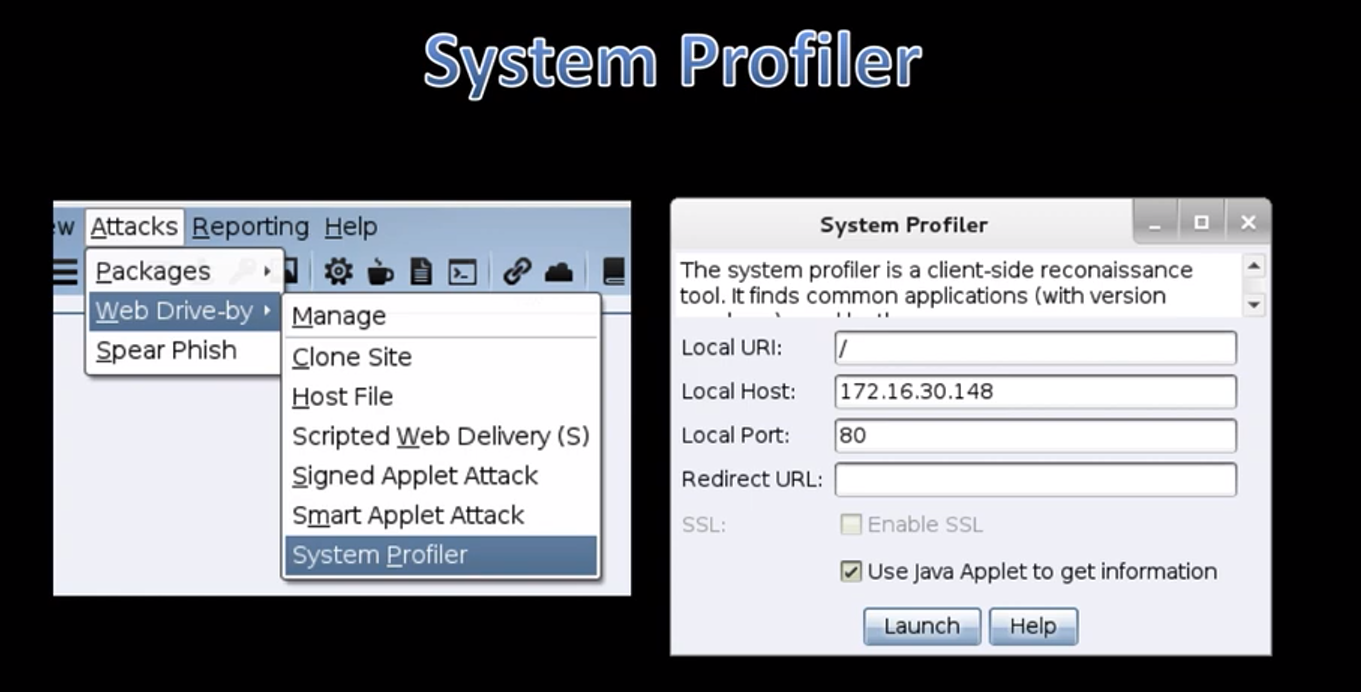 System Profiler
ew Attacks Reporting Help
Packages
Web Drive-by
Spear Phish
Manage
Clone Site
Host File
Scripted Web Delivery (S)
Signed Applet Attack
Smart Applet Attack
System Profiler
System Profiler
The system profiler is a client-side reconaissance
tool. It finds common applications (with version
Local URI: /
Local Host: 172.16.30.148
Local Port: 80
Redirect URL:
SSL: Enable SSL
Use Java Applet to get information
Launch Help